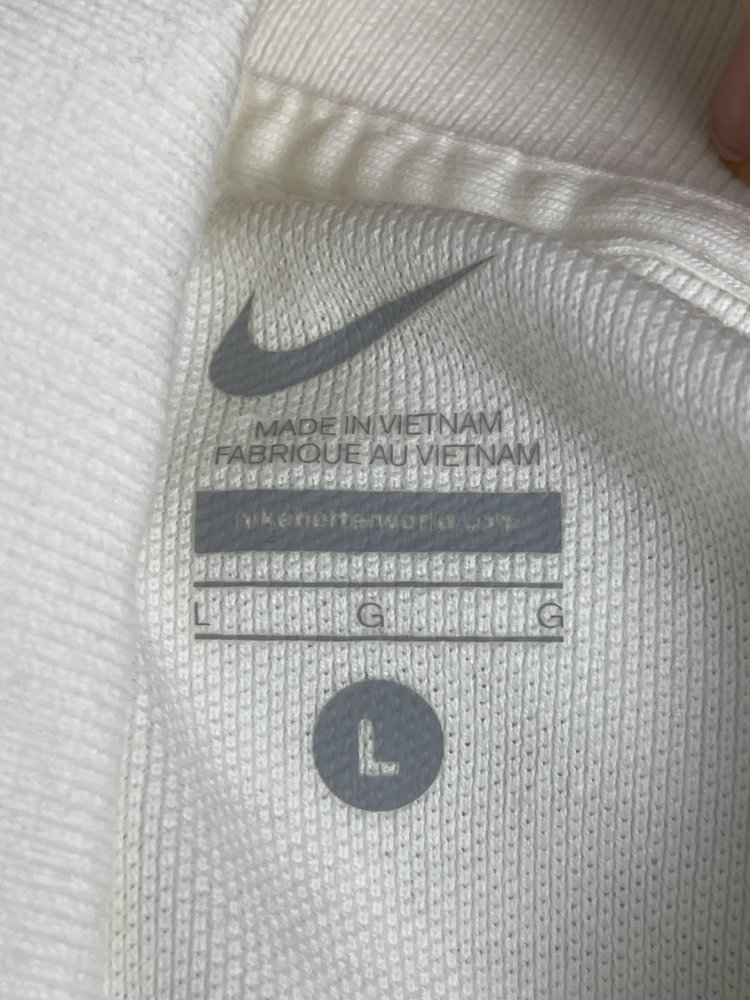 MADE IN VIETNAM
FABRIQUE AU VIETNAM
nikebetterworld.com
L G G
L